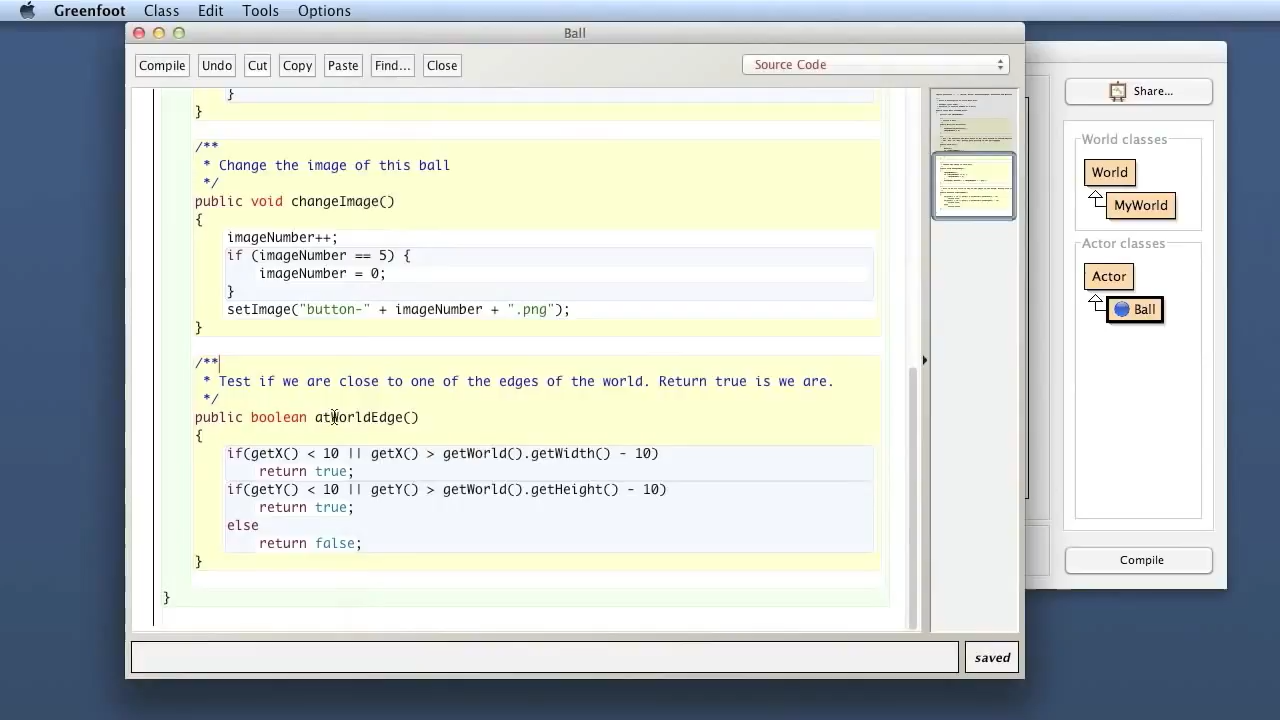 Greenfoot Class Edit Tools Options
Ball
Compile Undo Cut Copy Paste Find... Close Source Code
}
}
/**
* Change the image of this ball
*/
public void changeImage()
{
imageNumber++;
if (imageNumber == 5) {
imageNumber = 0;
}
setImage("button-" + imageNumber + ".png");
}
/**
* Test if we are close to one of the edges of the world. Return true is we are.
*/
public boolean atWorldEdge()
{
if(getX() < 10 || getX() > getWorld().getWidth() - 10)
return true;
if(getY() < 10 || getY() > getWorld().getHeight() - 10)
return true;
else
return false;
}
}
saved
Share...
World classes
World
MyWorld
Actor classes
Actor
Ball
Compile